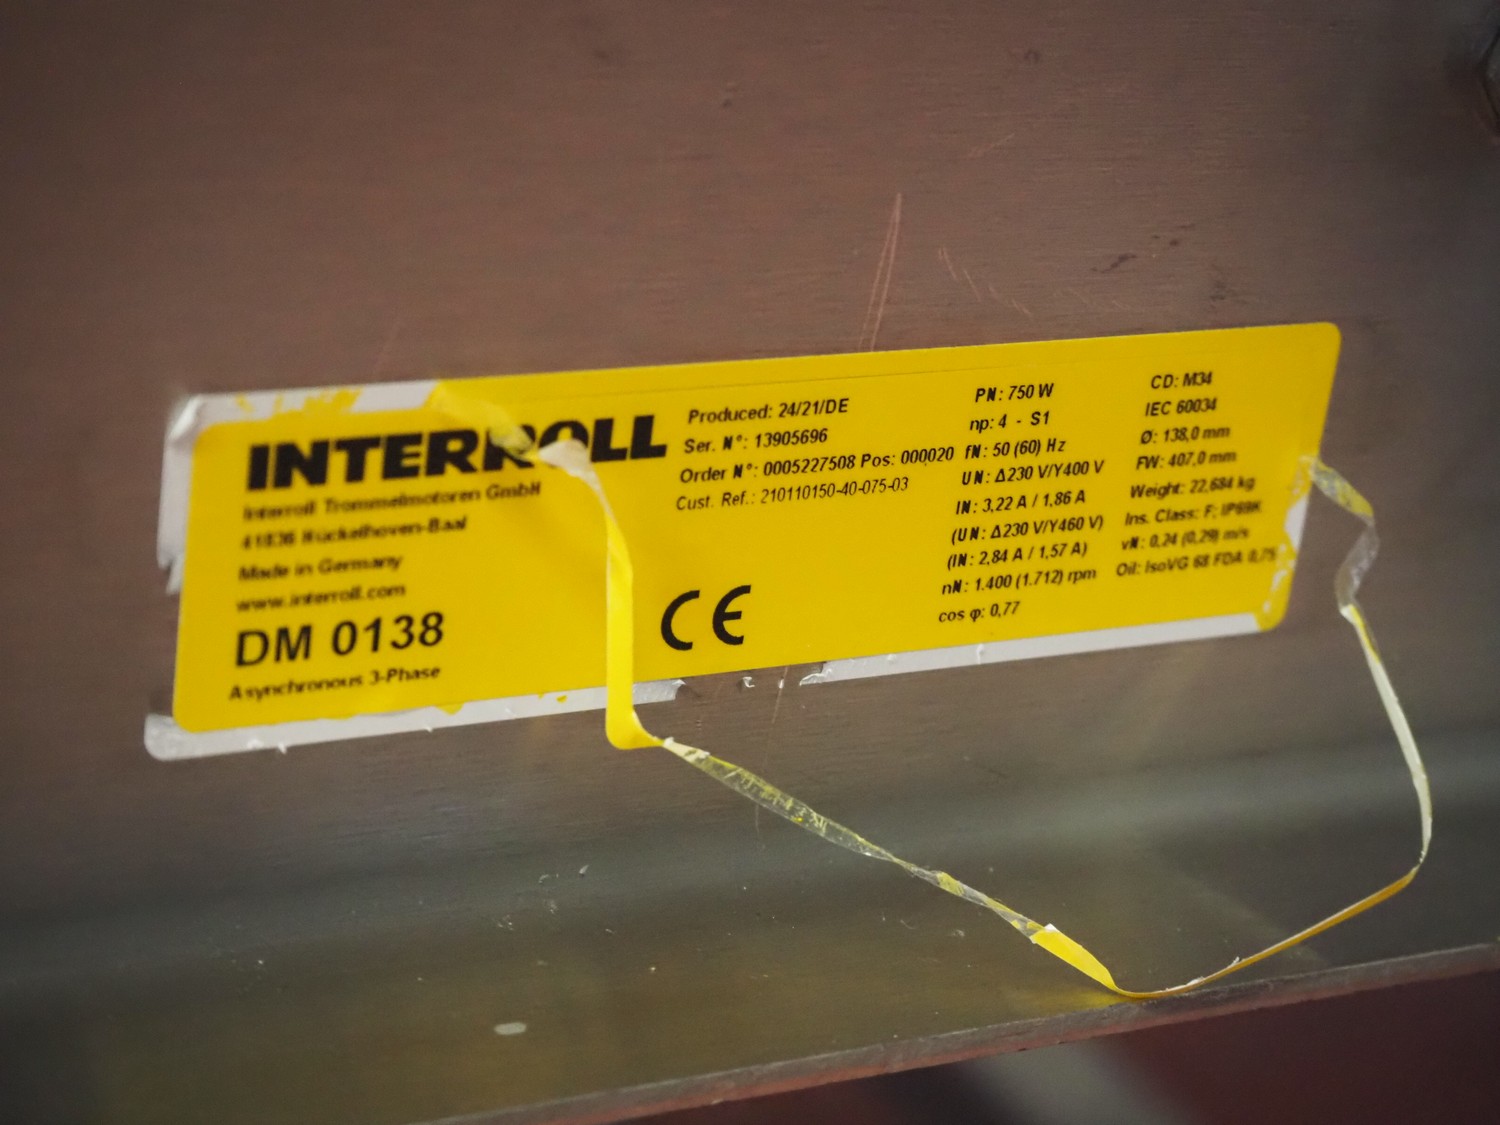 INTERROLL
Interroll Trommelmotoren GmbH
41836 Hückelhoven-Baal
Made in Germany
www.interroll.com
DM 0138
Asynchronous 3-Phase
Produced: 24/21/DE
Ser. N°: 13905696
Order N°: 0005227508 Pos: 000020
Cust. Ref.: 210110150-40-075-03
CE
PN: 750 W
np: 4 - S1
fN: 50 (60) Hz
UN: Δ230 V/Y400 V
IN: 3,22 A / 1,86 A
(UN: Δ230 V/Y460 V)
(IN: 2,84 A / 1,57 A)
nN: 1.400 (1.712) rpm
cos φ: 0,77
CD: M34
IEC 60034
Ø: 138,0 mm
FW: 407,0 mm
Weight: 22,684 kg
Ins. Class: F; IP69K
vN: 0,24 (0,29) m/s
Oil: IsoVG 68 FDA 0,75